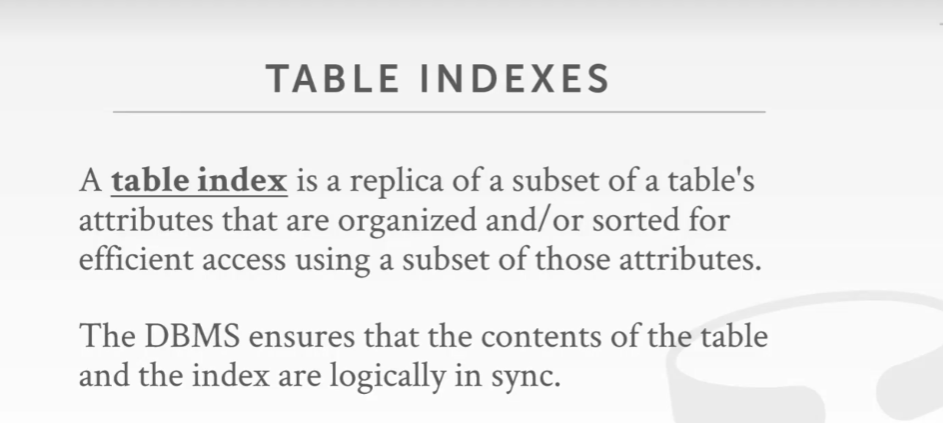 TABLE INDEXES
A table index is a replica of a subset of a table's
attributes that are organized and/or sorted for
efficient access using a subset of those attributes.
The DBMS ensures that the contents of the table
and the index are logically in sync.